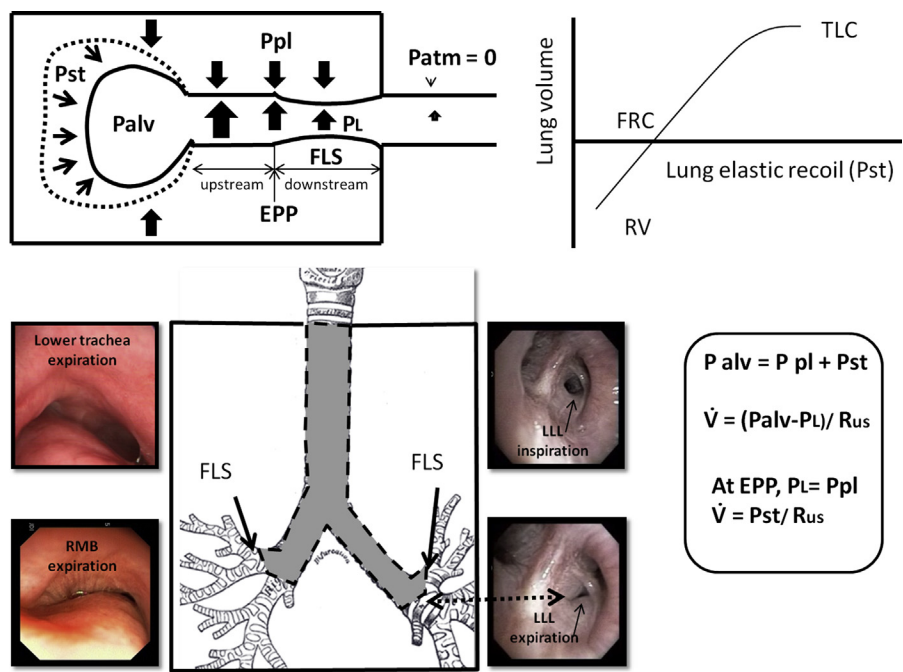 Ppl
Patm = 0
Pst
Palv
PL
FLS
upstream
downstream
EPP
Lung volume
TLC
FRC
Lung elastic recoil (Pst)
RV
Lower trachea
expiration
FLS
FLS
LLL
inspiration
RMB
expiration
Bifurcation
LLL
expiration
P alv = P pl + Pst
V̇ = (Palv-PL)/ Rus
At EPP, PL= Ppl
V̇ = Pst/ Rus